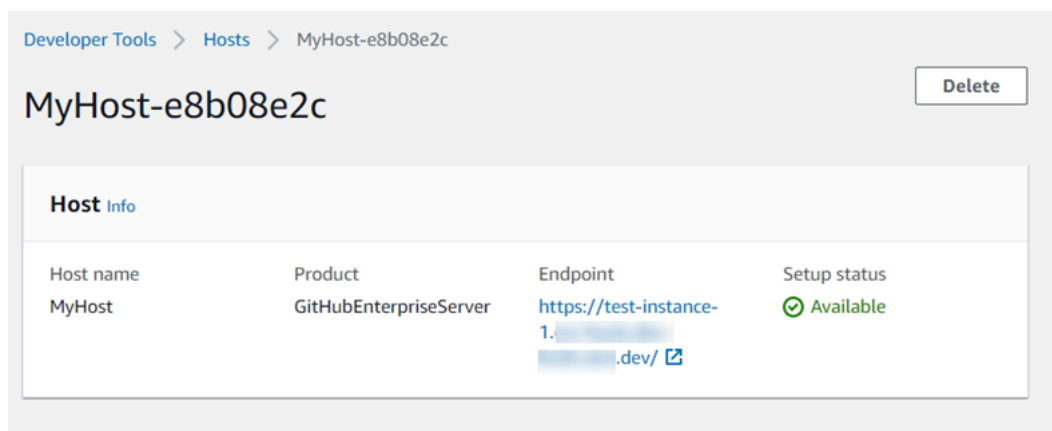 Developer Tools > Hosts > MyHost-e8b08e2c
MyHost-e8b08e2c
Delete
Host Info
Host name Product Endpoint Setup status
MyHost GitHubEnterpriseServer https://test-instance- Available
1.
.dev/